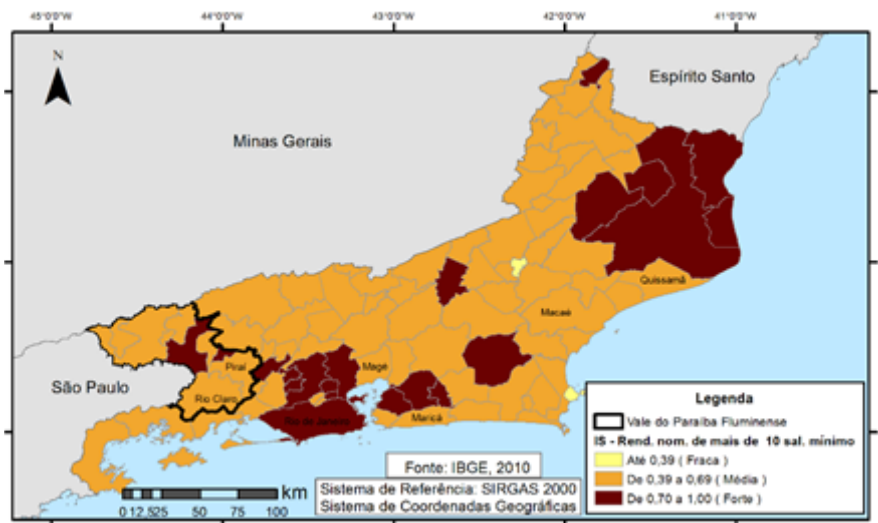 45°0'0"W 44°0'0"W 43°0'0"W 42°0'0"W 41°0'0"W
N
Espírito Santo
Minas Gerais
Quissamã
Macaé
Piraí
Magé
São Paulo
Rio Claro
Rio de Janeiro
Maricá
Legenda
Vale do Paraíba Fluminense
IS - Rend. nom. de mais de 10 sal. mínimo
Até 0,39 ( Fraca )
De 0,39 a 0,69 ( Média )
De 0,70 a 1,00 ( Forte )
Fonte: IBGE, 2010
km
0 12,525 50 75 100
Sistema de Referência: SIRGAS 2000
Sistema de Coordenadas Geográficas